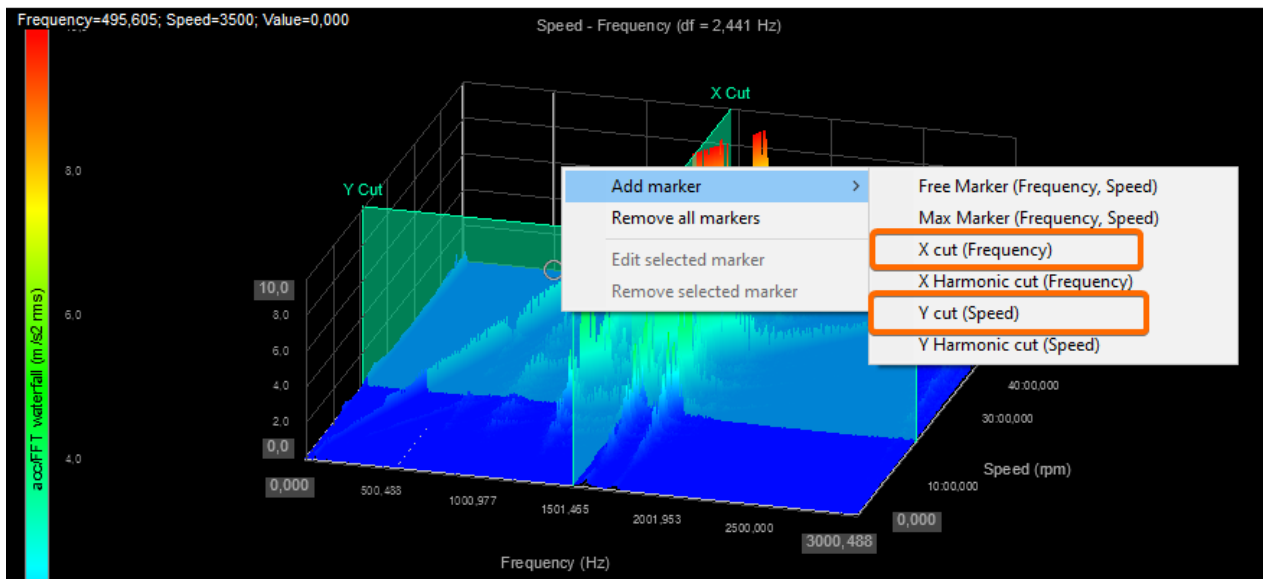 Frequency=495,605; Speed=3500; Value=0,000
Speed - Frequency (df = 2,441 Hz)
X Cut
8,0
Y Cut
Add marker
Remove all markers
Edit selected marker
Remove selected marker
Free Marker (Frequency, Speed)
Max Marker (Frequency, Speed)
X cut (Frequency)
X Harmonic cut (Frequency)
Y cut (Speed)
Y Harmonic cut (Speed)
10,0
8,0
6,0
6,0
4,0
2,0
0,0
acc/FFT waterfall (m/s2 rms)
4,0
40:00,000
30:00,000
Speed (rpm)
10:00,000
0,000
0,000
500,488
1000,977
1501,465
2001,953
2500,000
3000,488
Frequency (Hz)